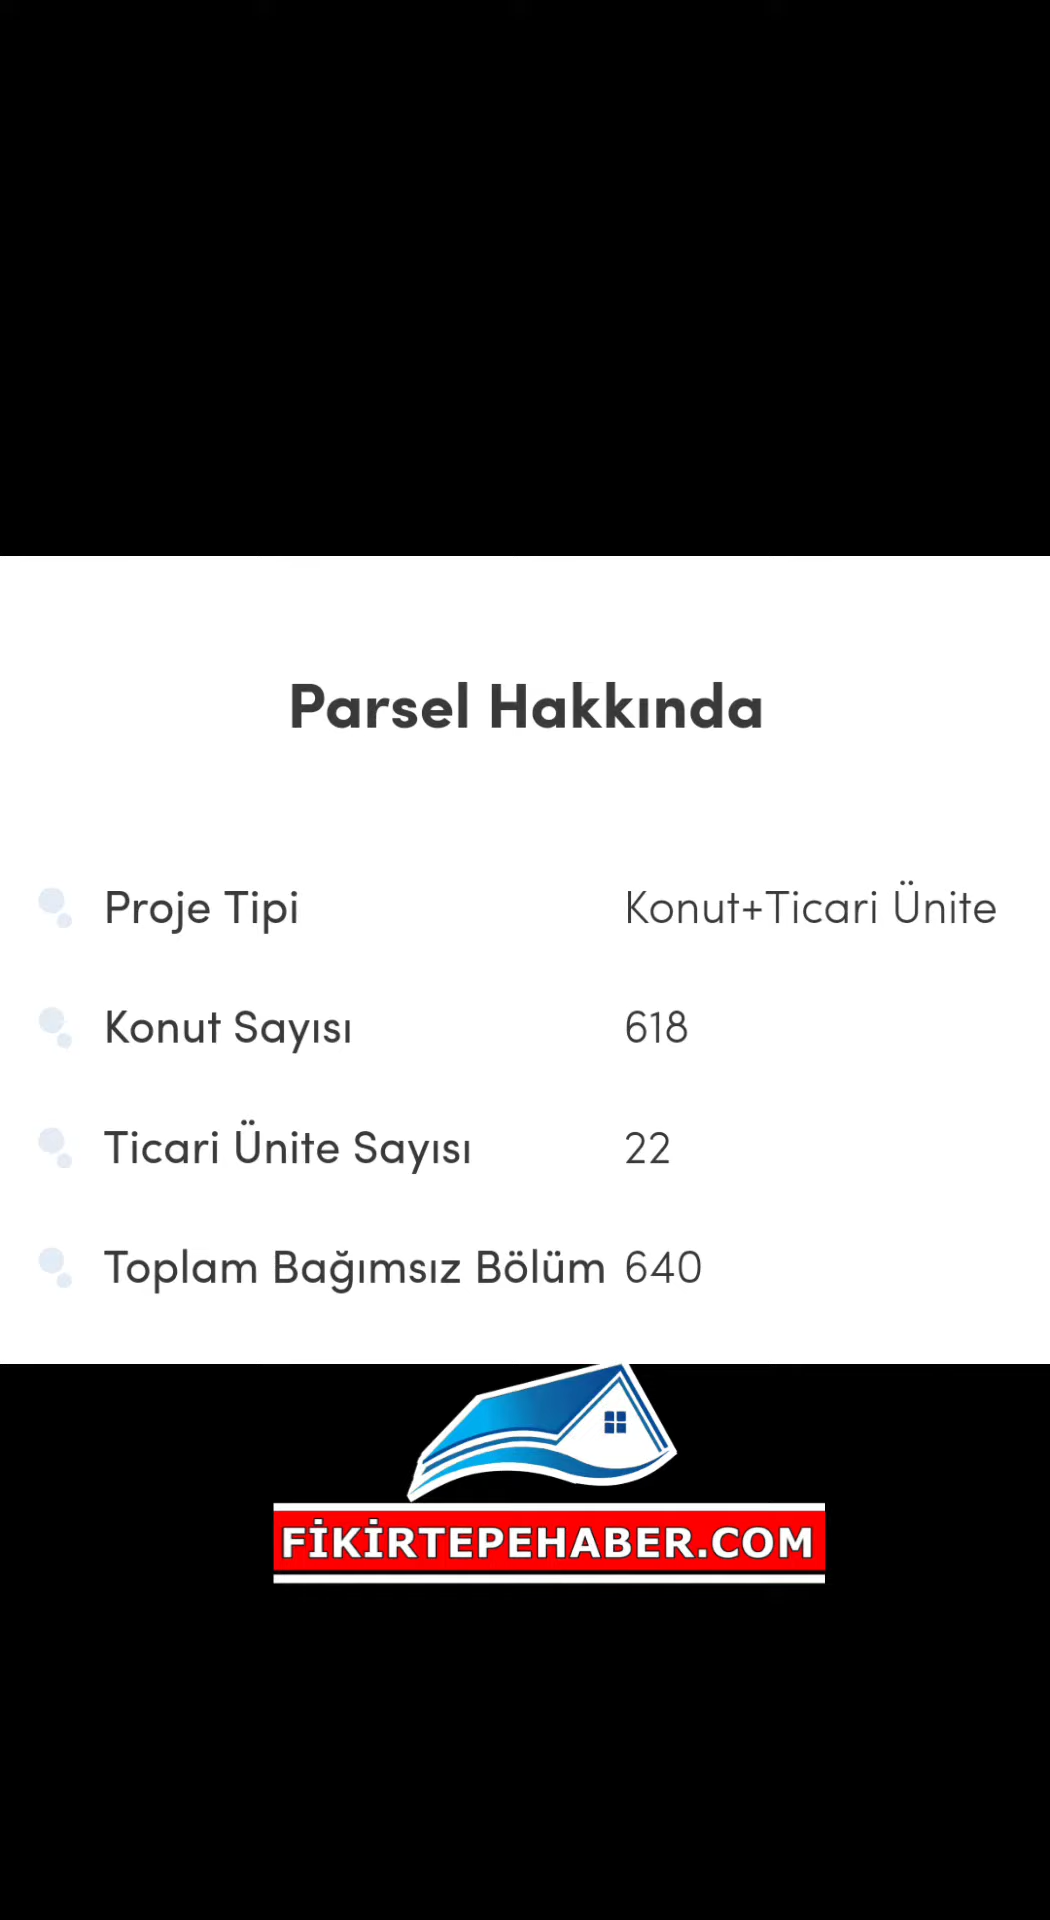 Parsel Hakkında
Proje Tipi Konut+Ticari Ünite
Konut Sayısı 618
Ticari Ünite Sayısı 22
Toplam Bağımsız Bölüm 640
FİKİRTEPEHABER.COM